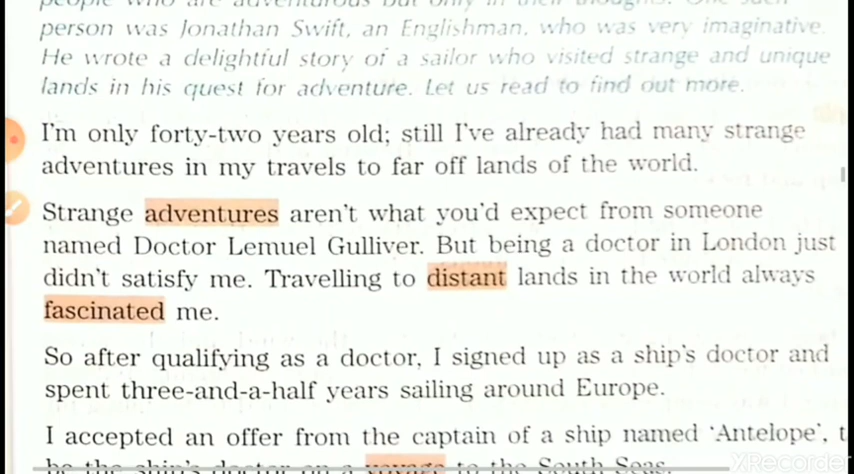 person was Jonathan Swift, an Englishman, who was very imaginative.
He wrote a delightful story of a sailor who visited strange and unique
lands in his quest for adventure. Let us read to find out more.
I'm only forty-two years old; still I've already had many strange
adventures in my travels to far off lands of the world.
Strange adventures aren't what you'd expect from someone
named Doctor Lemuel Gulliver. But being a doctor in London just
didn't satisfy me. Travelling to distant lands in the world always
fascinated me.
So after qualifying as a doctor, I signed up as a ship's doctor and
spent three-and-a-half years sailing around Europe.
I accepted an offer from the captain of a ship named 'Antelope', t
be the ship's doctor on a voyage to the South Seas.
XRecorder